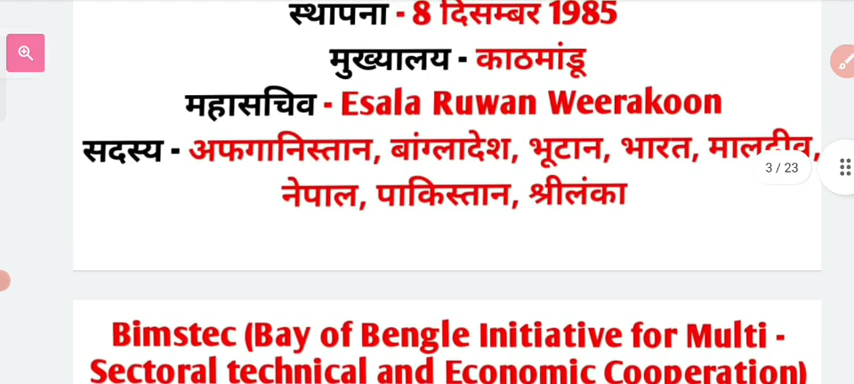 स्थापना - 8 दिसम्बर 1985
मुख्यालय - काठमांडू
महासचिव - Esala Ruwan Weerakoon
सदस्य - अफगानिस्तान, बांग्लादेश, भूटान, भारत, मालदीव,
3 / 23
नेपाल, पाकिस्तान, श्रीलंका
Bimstec (Bay of Bengle Initiative for Multi -
Sectoral technical and Economic Cooperation)